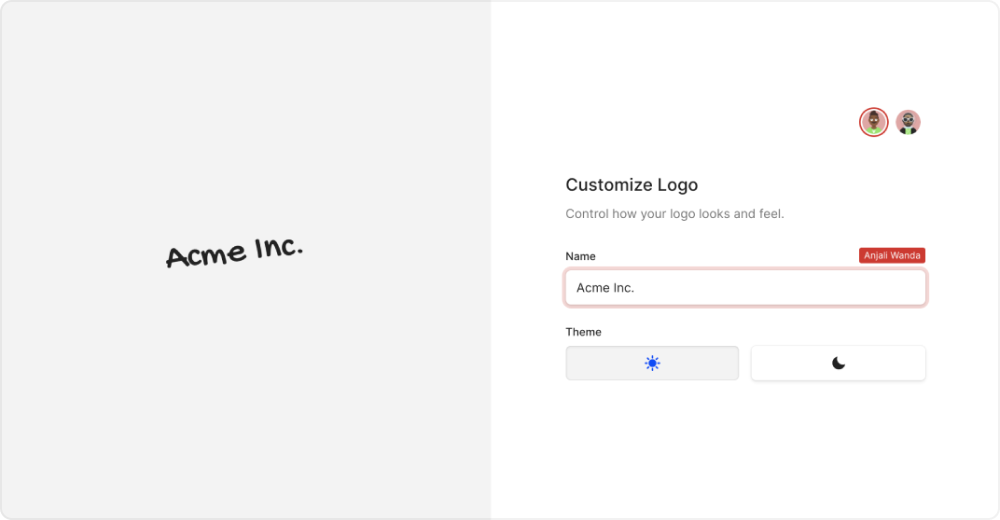 Acme Inc.
Customize Logo
Control how your logo looks and feel.
Name
Anjali Wanda
Acme Inc.
Theme